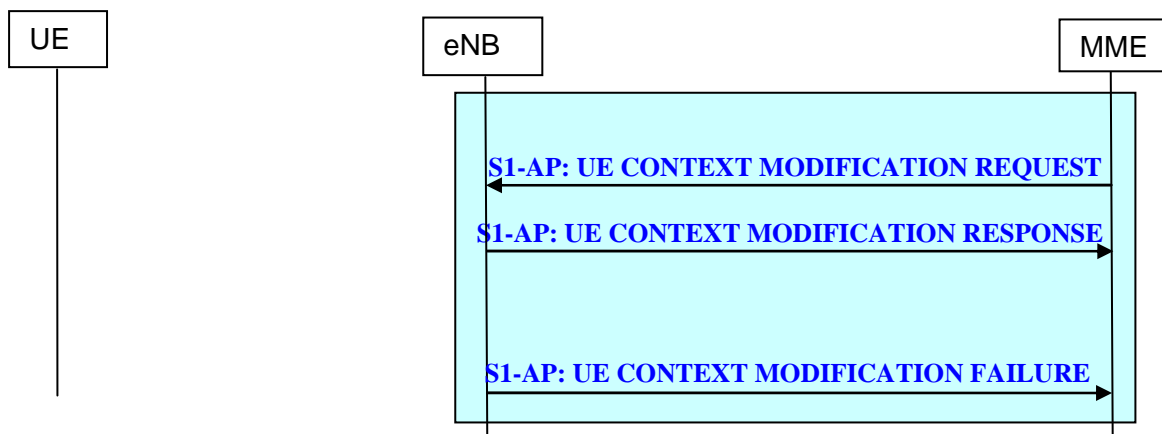 UE
eNB
MME
S1-AP: UE CONTEXT MODIFICATION REQUEST
S1-AP: UE CONTEXT MODIFICATION RESPONSE
S1-AP: UE CONTEXT MODIFICATION FAILURE